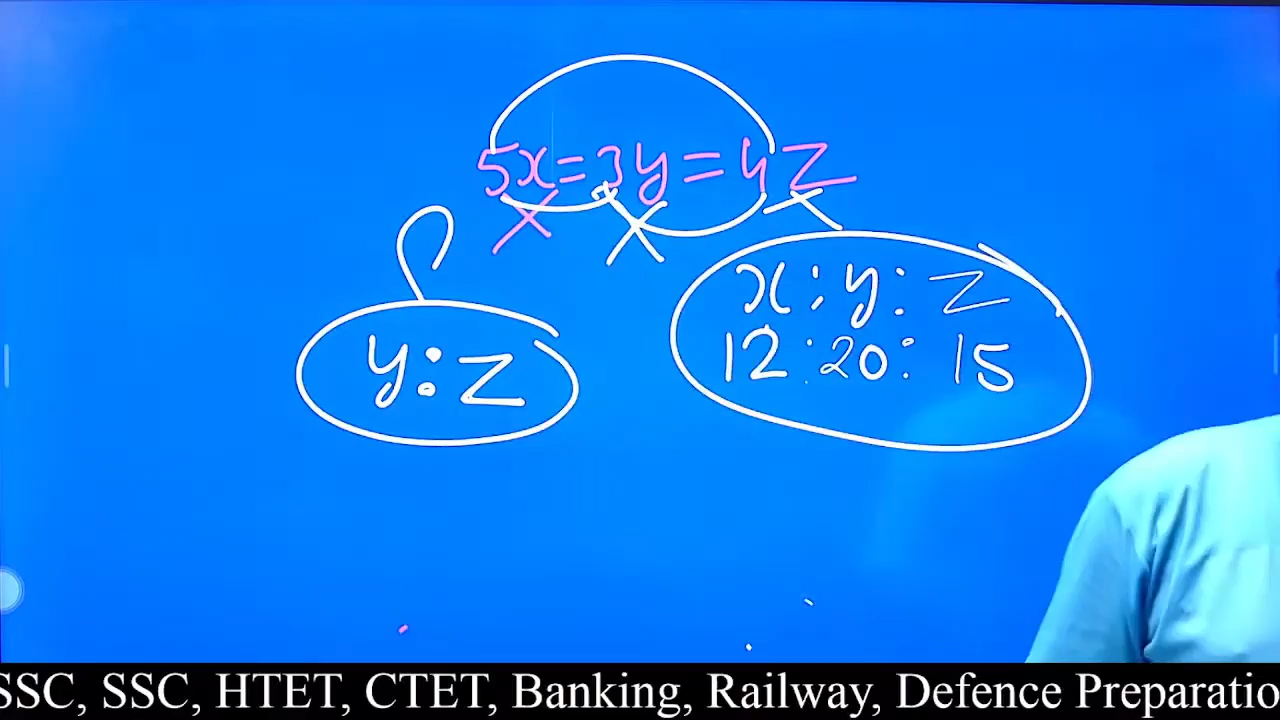 5x=3y=4z
x:y:z
y:z
12:20:15
SSC, SSC, HTET, CTET, Banking, Railway, Defence Preparatio